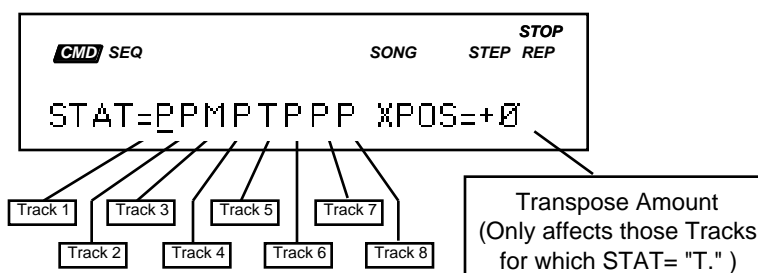 STOP
CMD SEQ SONG STEP REP
STAT=PPMPTPPP XPOS=+0
Track 1 Track 3 Track 5 Track 7
Track 2 Track 4 Track 6 Track 8
Transpose Amount
(Only affects those Tracks
for which STAT= "T." )